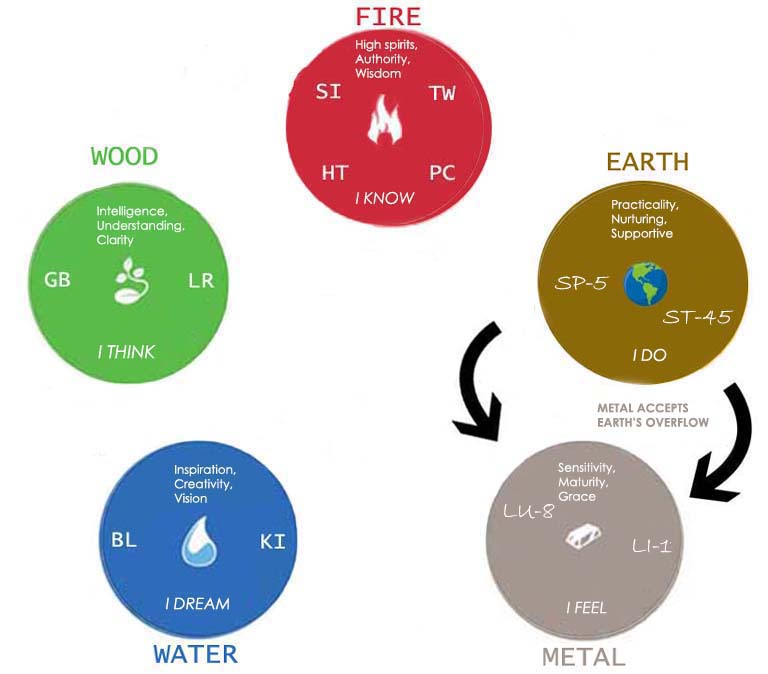 FIRE
High spirits,
Authority,
Wisdom
SI
TW
HT
PC
I KNOW
WOOD
Intelligence,
Understanding,
Clarity
GB
LR
I THINK
EARTH
Practicality,
Nurturing,
Supportive
SP-5
ST-45
I DO
METAL ACCEPTS
EARTH'S OVERFLOW
Inspiration,
Creativity,
Vision
BL
KI
I DREAM
WATER
Sensitivity,
Maturity,
Grace
LU-8
LI-1
I FEEL
METAL